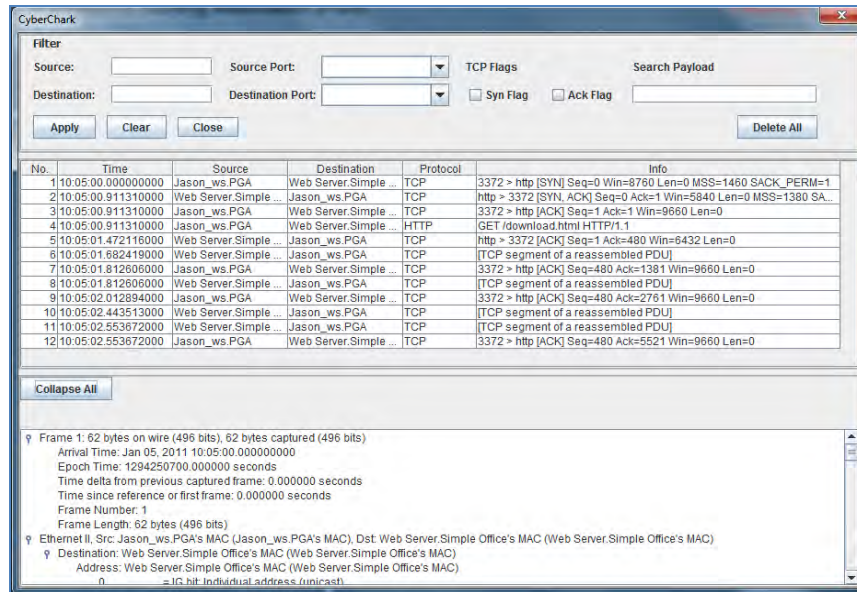 CyberChark
Filter
Source: Source Port: TCP Flags Search Payload
Destination: Destination Port: Syn Flag Ack Flag
Apply Clear Close Delete All
No. Time Source Destination Protocol Info
1 10:05:00.000000000 Jason_ws.PGA Web Server.Simple ... TCP 3372 > http [SYN] Seq=0 Win=8760 Len=0 MSS=1460 SACK_PERM=1
2 10:05:00.911310000 Web Server.Simple ... Jason_ws.PGA TCP http > 3372 [SYN, ACK] Seq=0 Ack=1 Win=5840 Len=0 MSS=1380 SA...
3 10:05:00.911310000 Jason_ws.PGA Web Server.Simple ... TCP 3372 > http [ACK] Seq=1 Ack=1 Win=9660 Len=0
4 10:05:00.911310000 Jason_ws.PGA Web Server.Simple ... HTTP GET /download.html HTTP/1.1
5 10:05:01.472116000 Web Server.Simple ... Jason_ws.PGA TCP http > 3372 [ACK] Seq=1 Ack=480 Win=6432 Len=0
6 10:05:01.682419000 Web Server.Simple ... Jason_ws.PGA TCP [TCP segment of a reassembled PDU]
7 10:05:01.812606000 Jason_ws.PGA Web Server.Simple ... TCP 3372 > http [ACK] Seq=480 Ack=1381 Win=9660 Len=0
8 10:05:01.812606000 Web Server.Simple ... Jason_ws.PGA TCP [TCP segment of a reassembled PDU]
9 10:05:02.012894000 Jason_ws.PGA Web Server.Simple ... TCP 3372 > http [ACK] Seq=480 Ack=2761 Win=9660 Len=0
10 10:05:02.443513000 Web Server.Simple ... Jason_ws.PGA TCP [TCP segment of a reassembled PDU]
11 10:05:02.553672000 Web Server.Simple ... Jason_ws.PGA TCP [TCP segment of a reassembled PDU]
12 10:05:02.553672000 Jason_ws.PGA Web Server.Simple ... TCP 3372 > http [ACK] Seq=480 Ack=5521 Win=9660 Len=0
Collapse All
Frame 1: 62 bytes on wire (496 bits), 62 bytes captured (496 bits)
Arrival Time: Jan 05, 2011 10:05:00.000000000
Epoch Time: 1294250700.000000 seconds
Time delta from previous captured frame: 0.000000 seconds
Time since reference or first frame: 0.000000 seconds
Frame Number: 1
Frame Length: 62 bytes (496 bits)
Ethernet II, Src: Jason_ws.PGA's MAC (Jason_ws.PGA's MAC), Dst: Web Server.Simple Office's MAC (Web Server.Simple Office's MAC)
Destination: Web Server.Simple Office's MAC (Web Server.Simple Office's MAC)
Address: Web Server.Simple Office's MAC (Web Server.Simple Office's MAC)
0 = IG bit: Individual address (unicast)